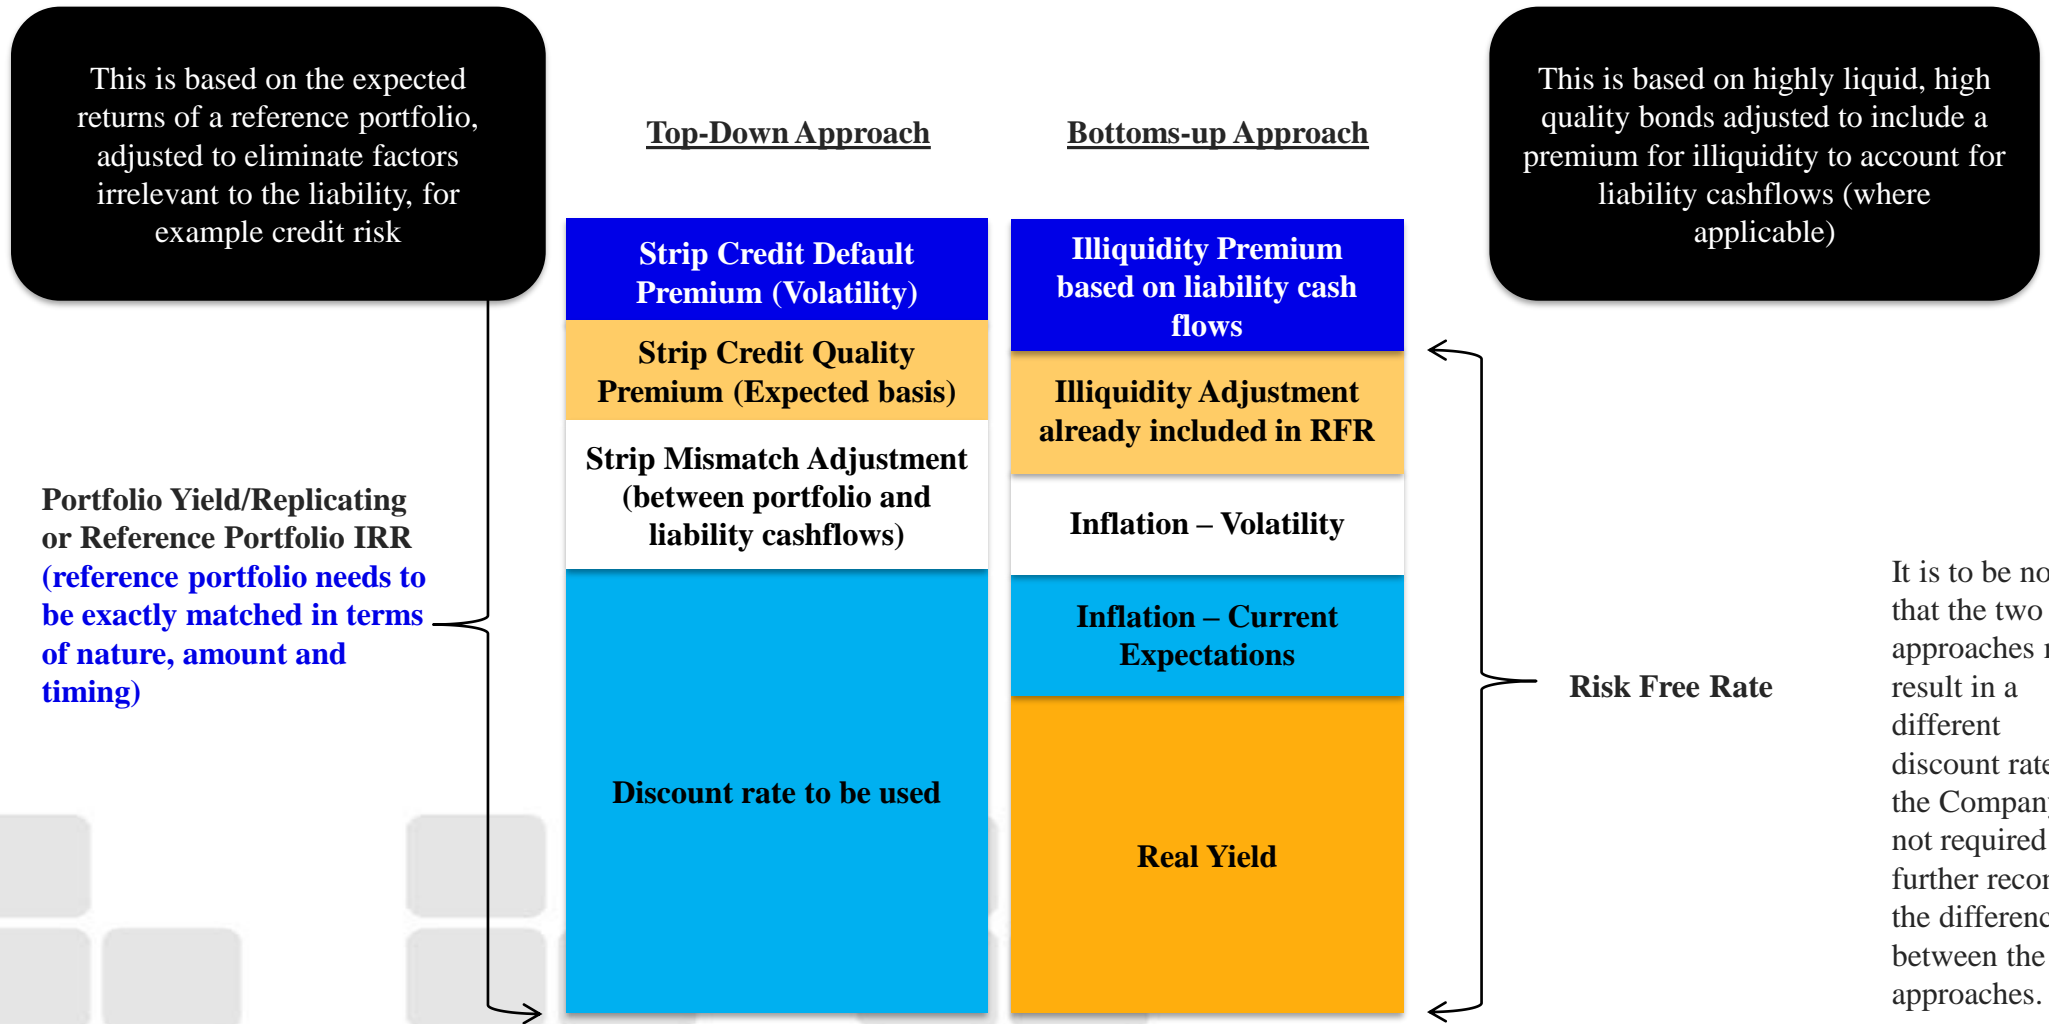 This is based on the expected
returns of a reference portfolio,
adjusted to eliminate factors
irrelevant to the liability, for
example credit risk
Top-Down Approach
Bottoms-up Approach
This is based on highly liquid, high
quality bonds adjusted to include a
premium for illiquidity to account for
liability cashflows (where
applicable)
Strip Credit Default
Premium (Volatility)
Strip Credit Quality
Premium (Expected basis)
Strip Mismatch Adjustment
(between portfolio and
liability cashflows)
Discount rate to be used
Illiquidity Premium
based on liability cash
flows
Illiquidity Adjustment
already included in RFR
Inflation – Volatility
Inflation – Current
Expectations
Real Yield
Portfolio Yield/Replicating
or Reference Portfolio IRR
(reference portfolio needs to
be exactly matched in terms
of nature, amount and
timing)
Risk Free Rate
It is to be
that the two
approaches
result in a
different
discount
the
not required
further
the
between the
approaches.